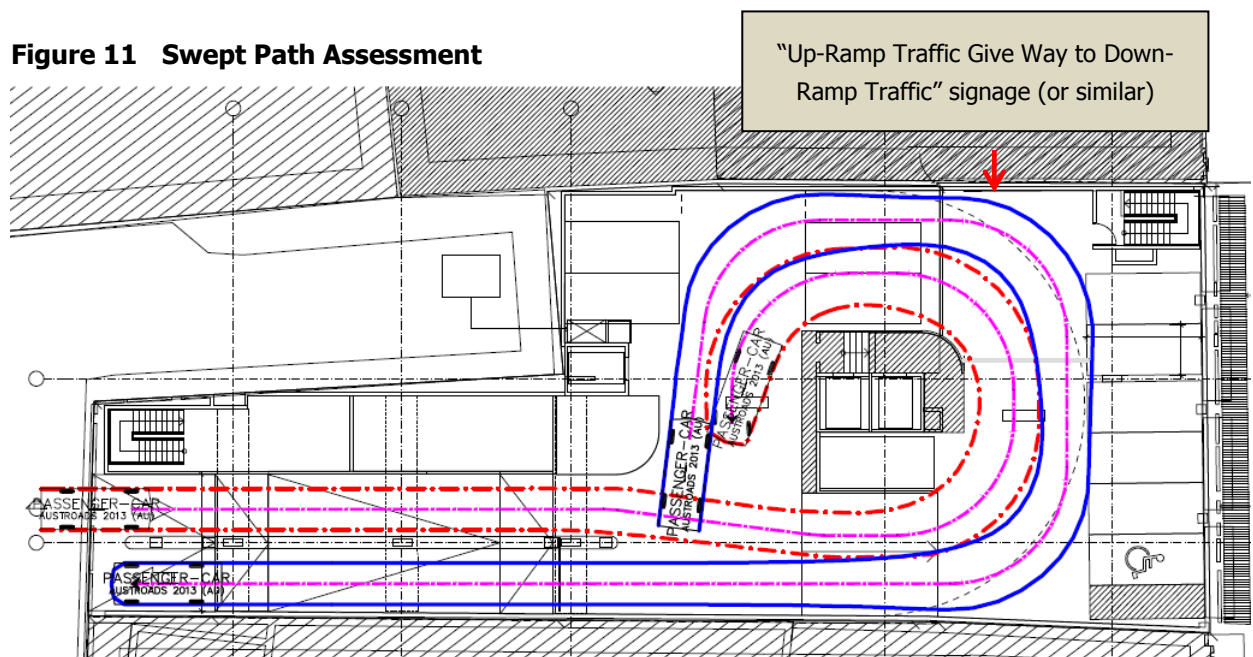 Figure 11   Swept Path Assessment
“Up-Ramp Traffic Give Way to Down-
Ramp Traffic” signage (or similar)
PASSENGER-CAR
AUSTROADS 2013 (AU)
PASSENGER-CAR
AUSTROADS 2013 (AU)
PASSENGER-CAR
AUSTROADS 2013 (AU)
PASSENGER-CAR
AUSTROADS 2013 (AU)